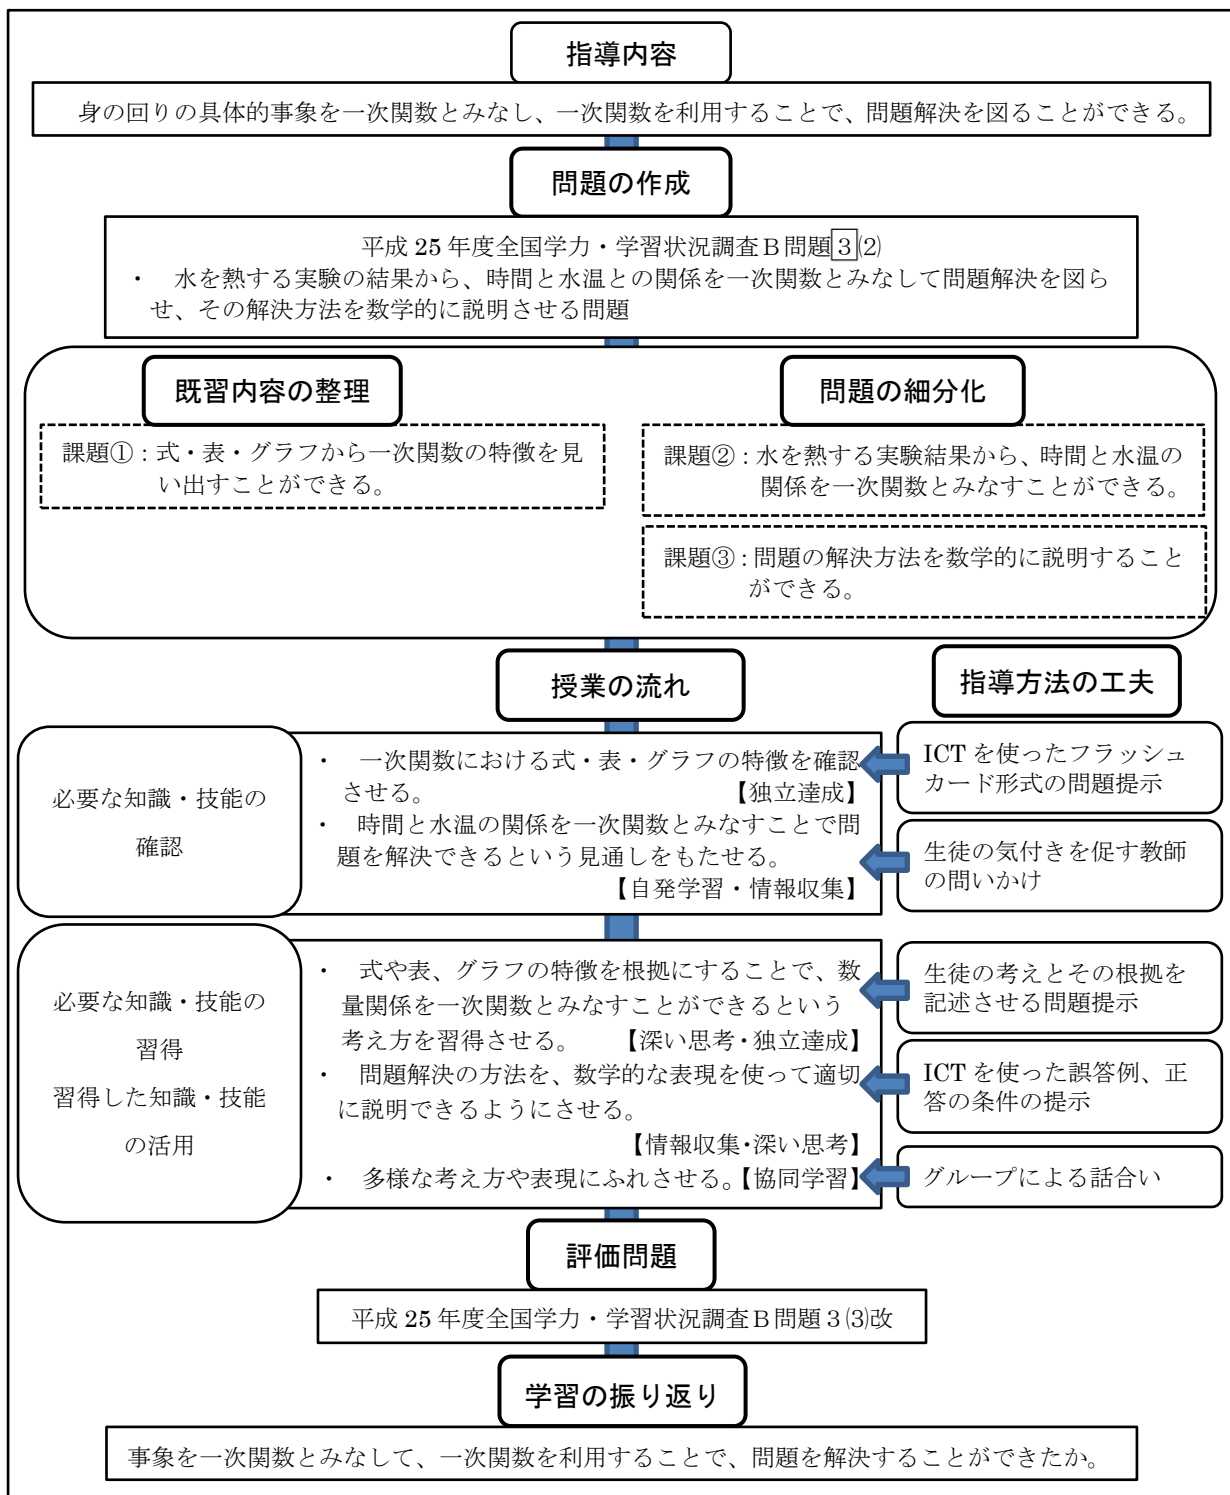 指導内容
身の回りの具体的事象を一次関数とみなし、一次関数を利用することで、問題解決を図ることができる。
問題の作成
平成 25 年度全国学力・学習状況調査B問題3⑵
・ 水を熱する実験の結果から、時間と水温との関係を一次関数とみなして問題解決を図ら
せ、その解決方法を数学的に説明させる問題
既習内容の整理
課題①：式・表・グラフから一次関数の特徴を見
い出すことができる。
問題の細分化
課題②：水を熱する実験結果から、時間と水温の
関係を一次関数とみなすことができる。
課題③：問題の解決方法を数学的に説明すること
ができる。
授業の流れ
指導方法の工夫
必要な知識・技能の
確認
・ 一次関数における式・表・グラフの特徴を確認
させる。 【独立達成】
・ 時間と水温の関係を一次関数とみなすことで問
題を解決できるという見通しをもたせる。
【自発学習・情報収集】
ICT を使ったフラッシュ
カード形式の問題提示
生徒の気付きを促す教師
の問いかけ
必要な知識・技能の
習得
習得した知識・技能
の活用
・ 式や表、グラフの特徴を根拠にすることで、数
量関係を一次関数とみなすことができるという
考え方を習得させる。 【深い思考・独立達成】
・ 問題解決の方法を、数学的な表現を使って適切
に説明できるようにさせる。
【情報収集・深い思考】
・ 多様な考え方や表現にふれさせる。【協同学習】
生徒の考えとその根拠を
記述させる問題提示
ICT を使った誤答例、正
答の条件の提示
グループによる話合い
評価問題
平成 25 年度全国学力・学習状況調査B問題３⑶改
学習の振り返り
事象を一次関数とみなして、一次関数を利用することで、問題を解決することができたか。